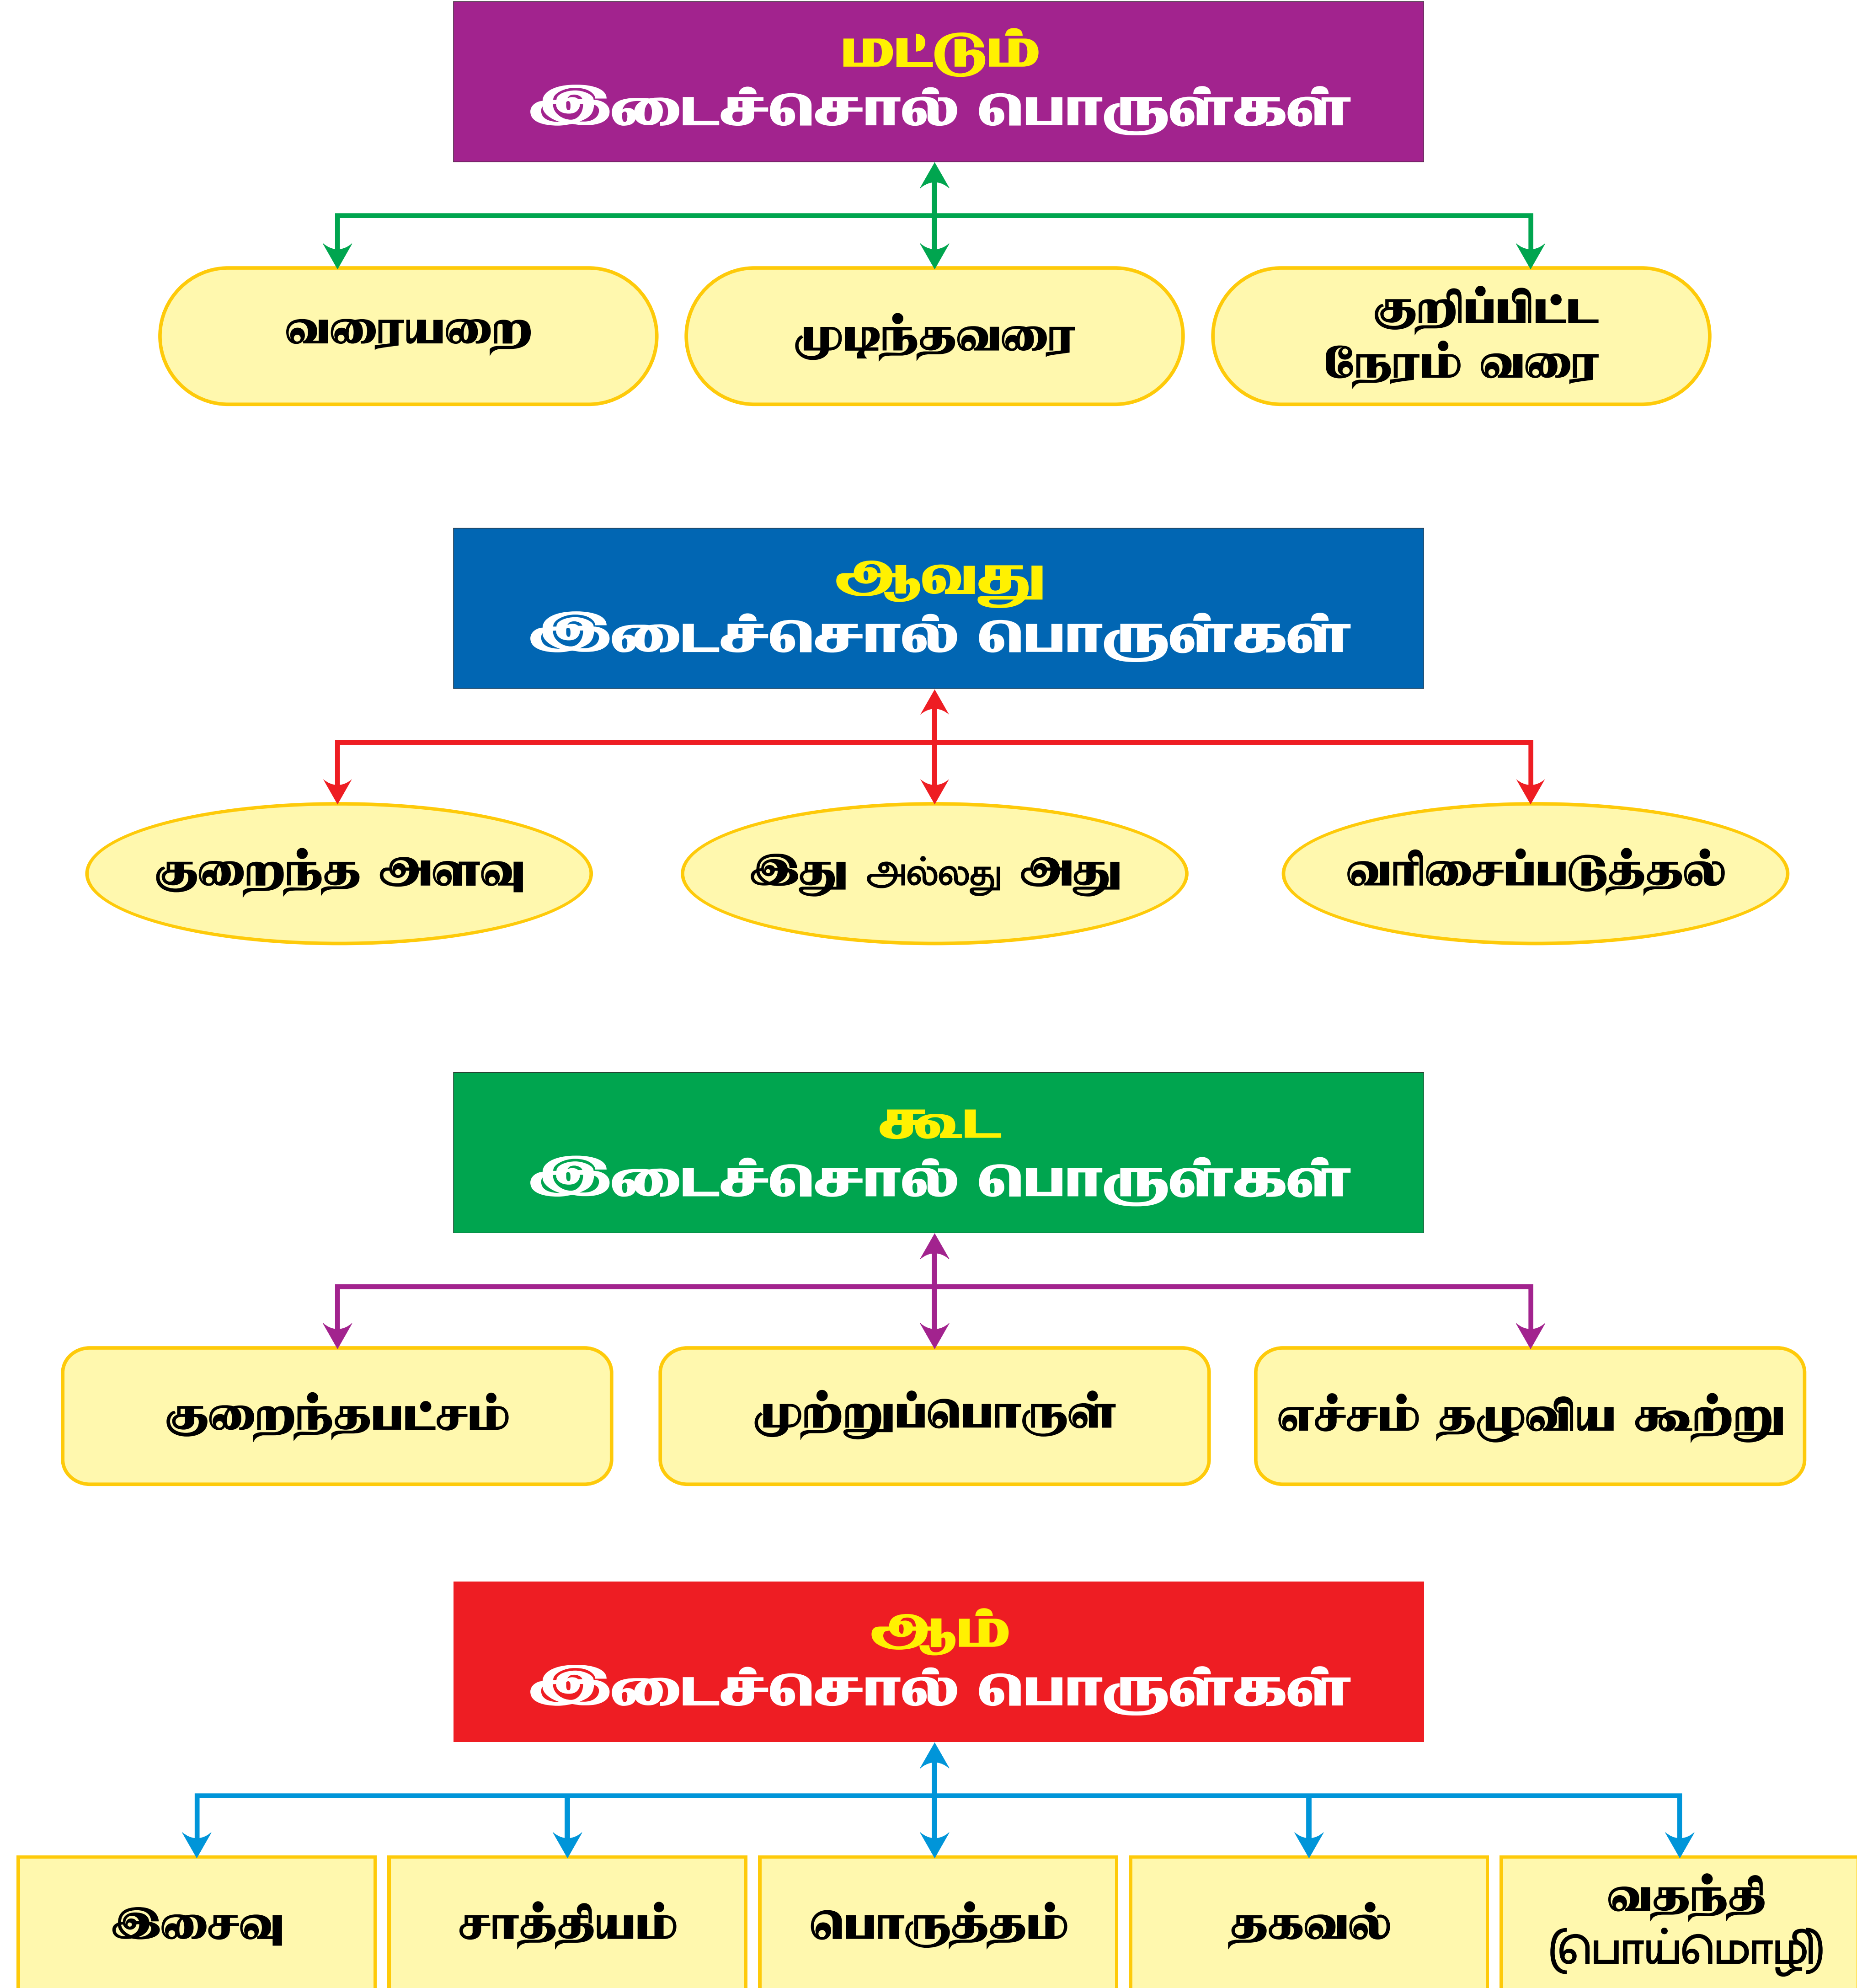 மட்டும்
இடைச்சொல் பொருள்கள்
வரையறை
முடிந்தவரை
குறிப்பிட்ட
நேரம் வரை
ஆவது
இடைச்சொல் பொருள்கள்
குறைந்த அளவு
இது அல்லது அது
வரிசைப்படுத்தல்
கூட
இடைச்சொல் பொருள்கள்
குறைந்தபட்சம்
முற்றுப்பொருள்
எச்சம் தழுவிய கூற்று
ஆம்
இடைச்சொல் பொருள்கள்
இசைவு
சாத்தியம்
பொருத்தம்
தகவல்
வதந்தி
(பொய்மொழி)